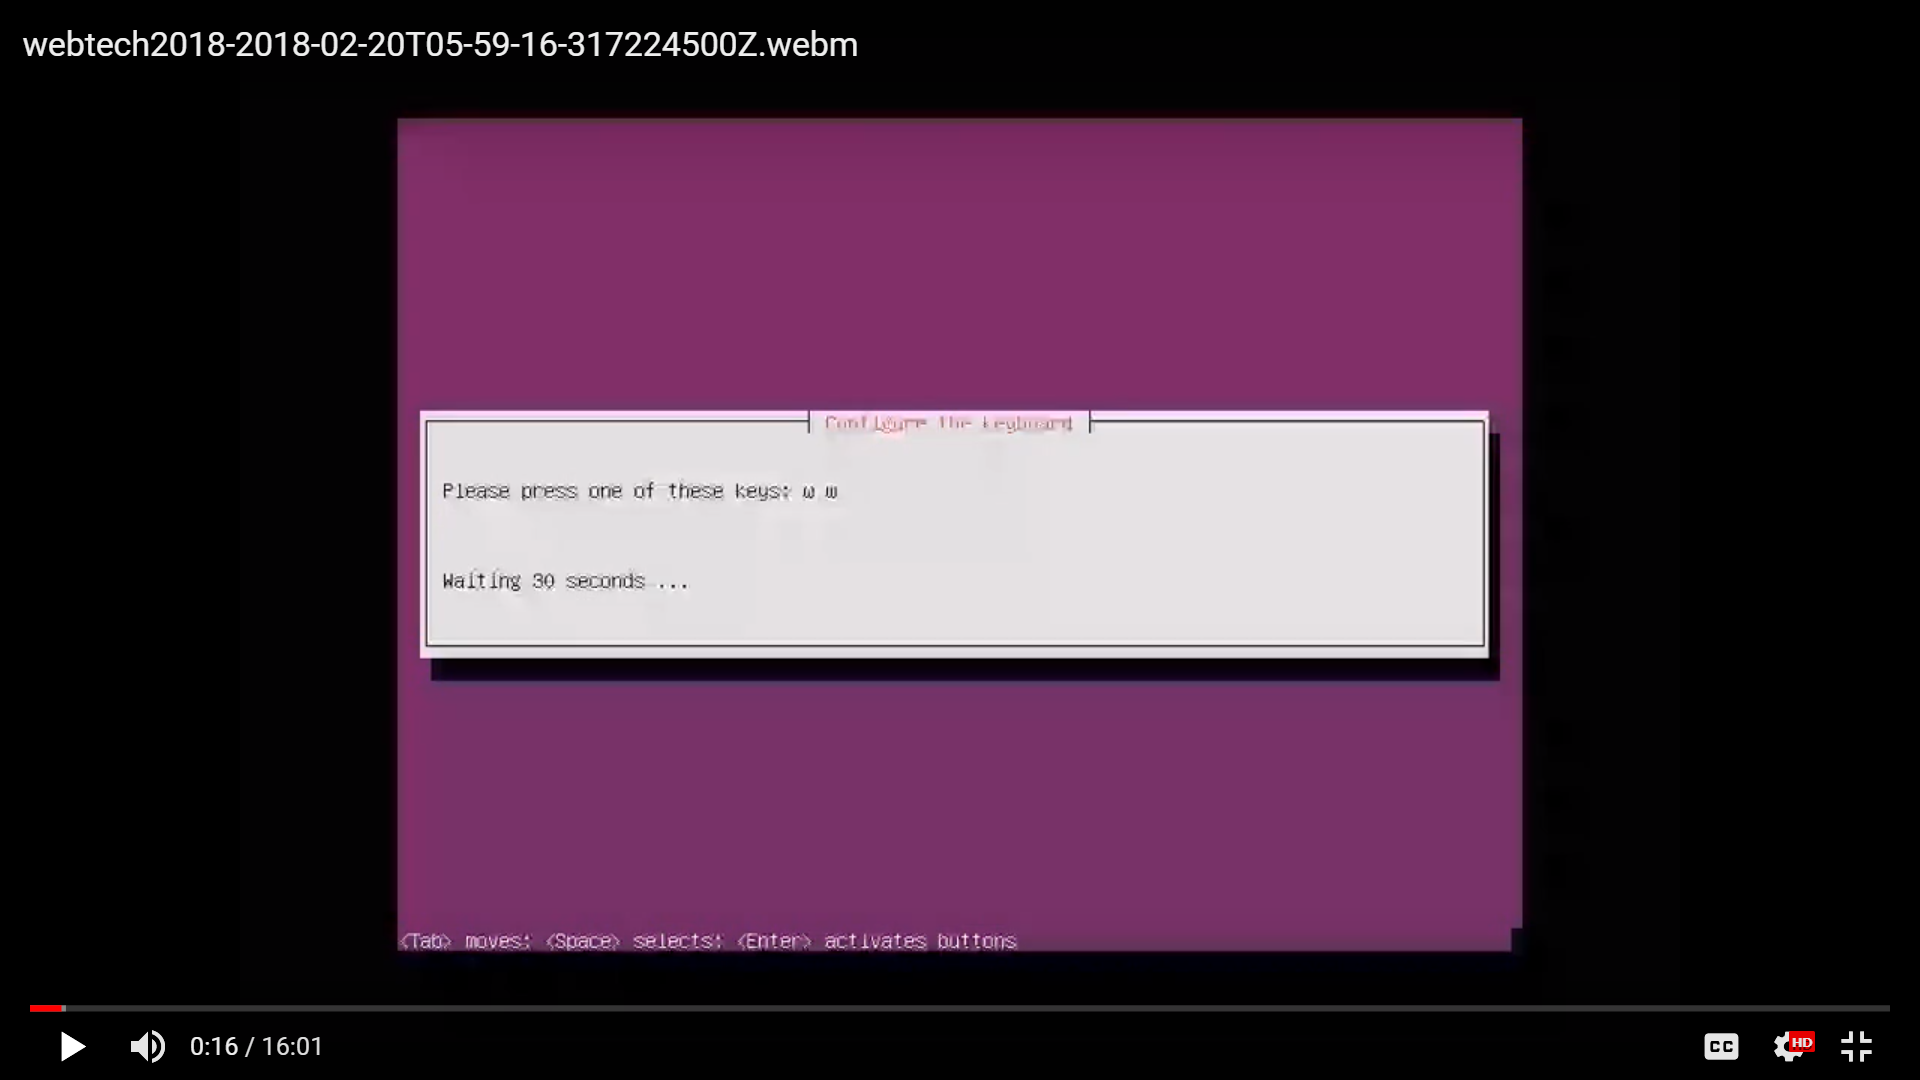 webtech2018-2018-02-20T05-59-16-317224500Z.webm
Configure the keyboard
Please press one of these keys: ω w
Waiting 30 seconds ...
<Tab> moves; <Space> selects; <Enter> activates buttons
0:16 / 16:01
CC
HD